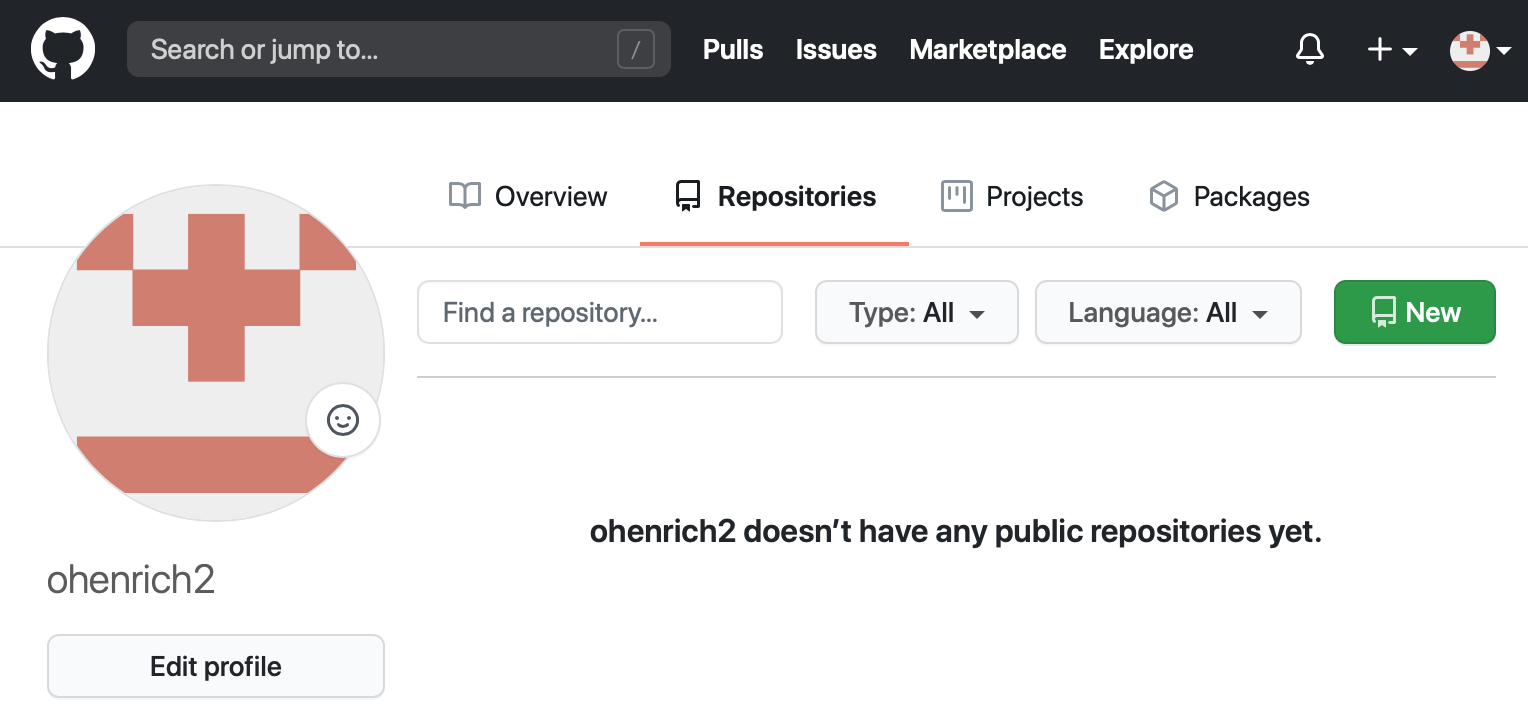 Search or jump to... /
Pulls Issues Marketplace Explore
Overview Repositories Projects Packages
Find a repository... Type: All Language: All New
ohenrich2 doesn’t have any public repositories yet.
ohenrich2
Edit profile